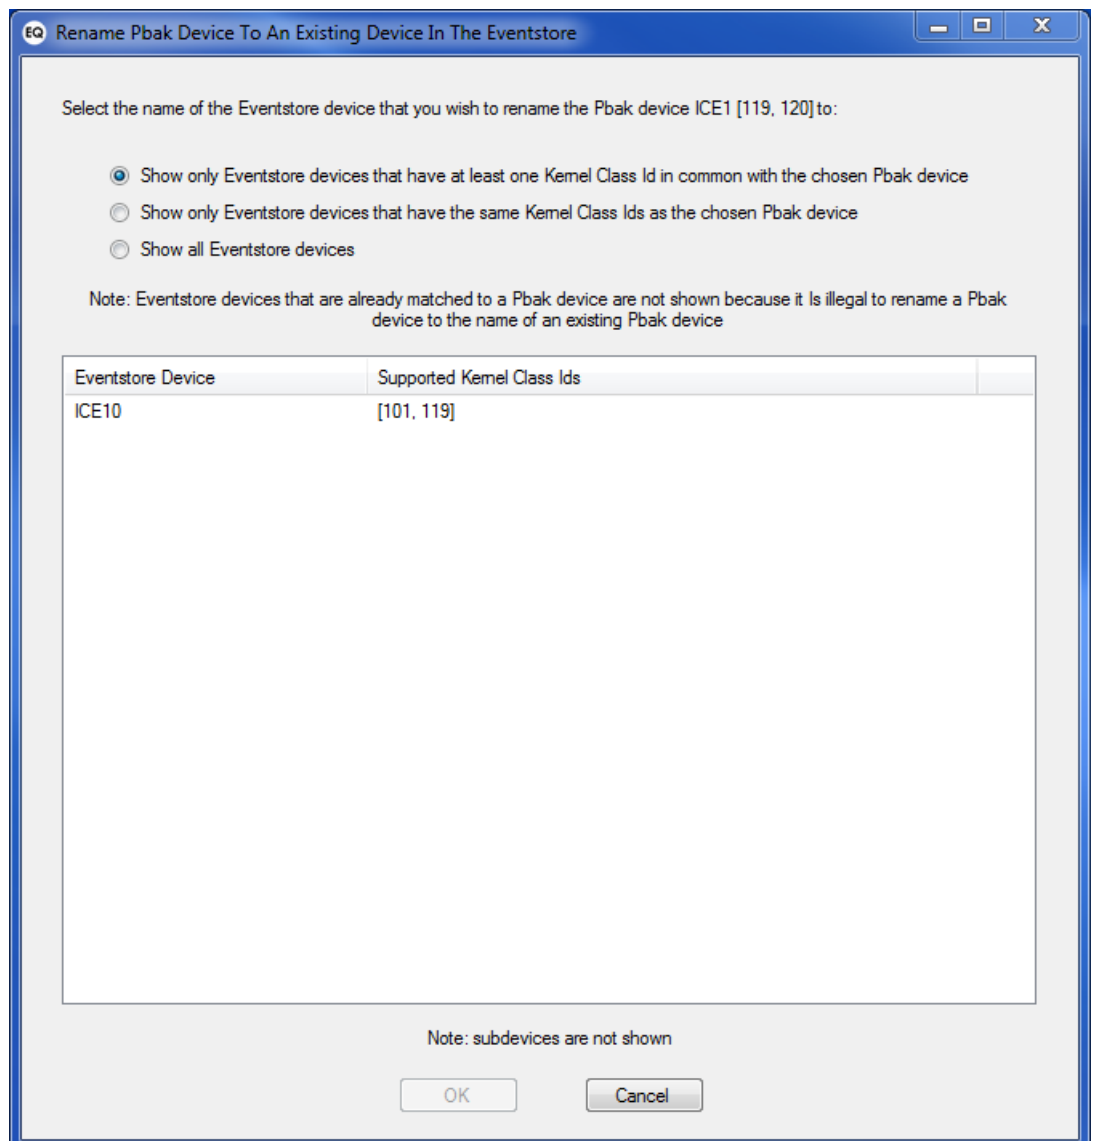 EQ Rename Pbak Device To An Existing Device In The Eventstore
Select the name of the Eventstore device that you wish to rename the Pbak device ICE1 [119, 120] to:
Show only Eventstore devices that have at least one Kernel Class Id in common with the chosen Pbak device
Show only Eventstore devices that have the same Kernel Class Ids as the chosen Pbak device
Show all Eventstore devices
Note: Eventstore devices that are already matched to a Pbak device are not shown because it Is illegal to rename a Pbak
device to the name of an existing Pbak device
Eventstore Device Supported Kernel Class Ids
ICE10 [101, 119]
Note: subdevices are not shown
OK Cancel